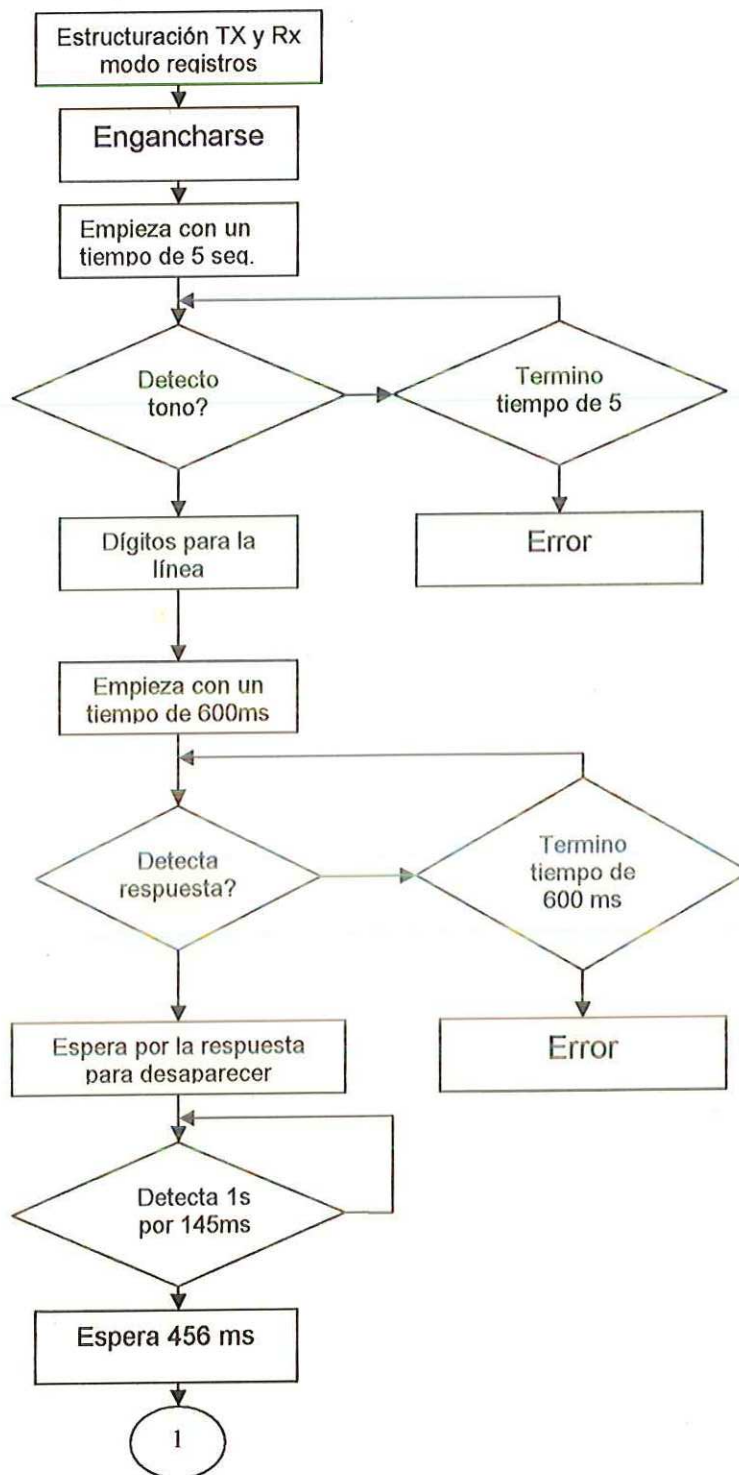 Estructuración TX y Rx
modo registros
Engancharse
Empieza con un
tiempo de 5 seg.
Detecto
tono?
Termino
tiempo de 5
Dígitos para la
línea
Error
Empieza con un
tiempo de 600ms
Detecta
respuesta?
Termino
tiempo de
600 ms
Espera por la respuesta
para desaparecer
Error
Detecta 1s
por 145ms
Espera 456 ms
1